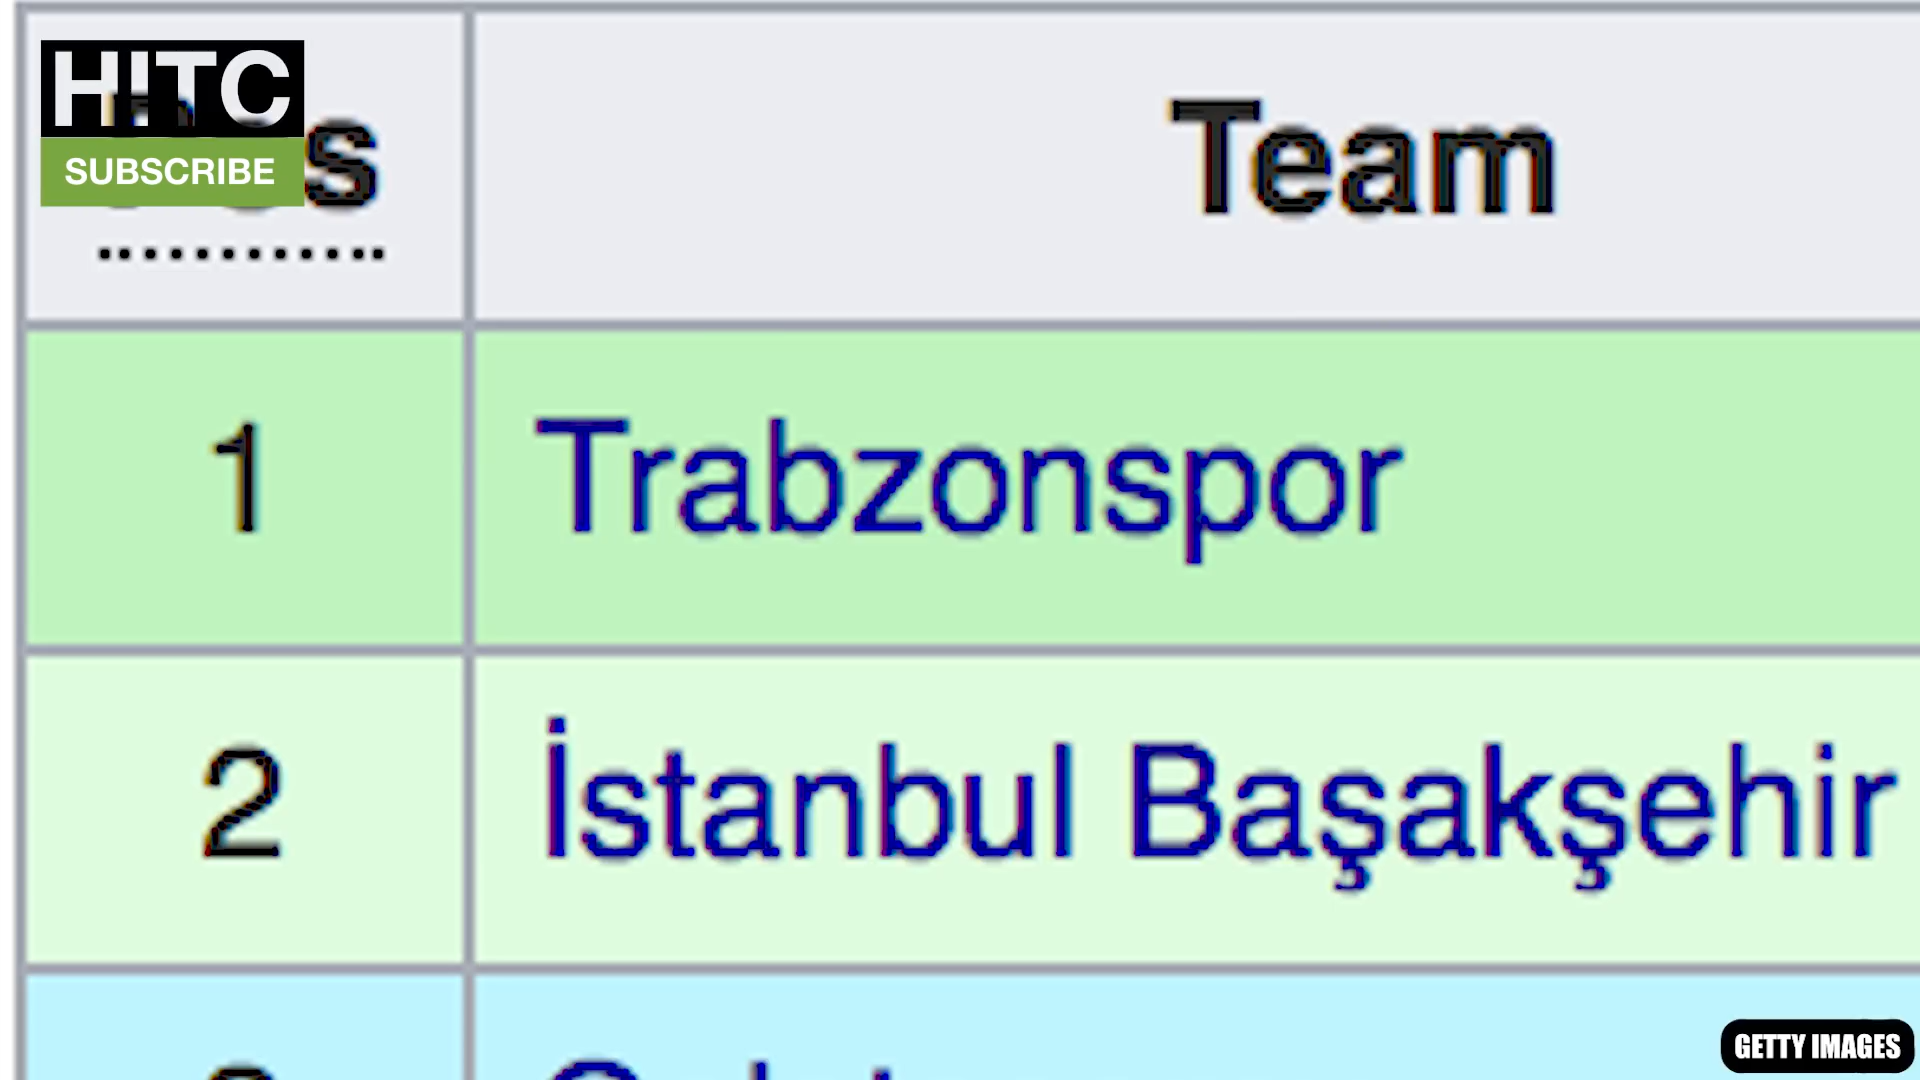 HITC
SUBSCRIBE
Team
1 Trabzonspor
2 İstanbul Başakşehir
GETTY IMAGES